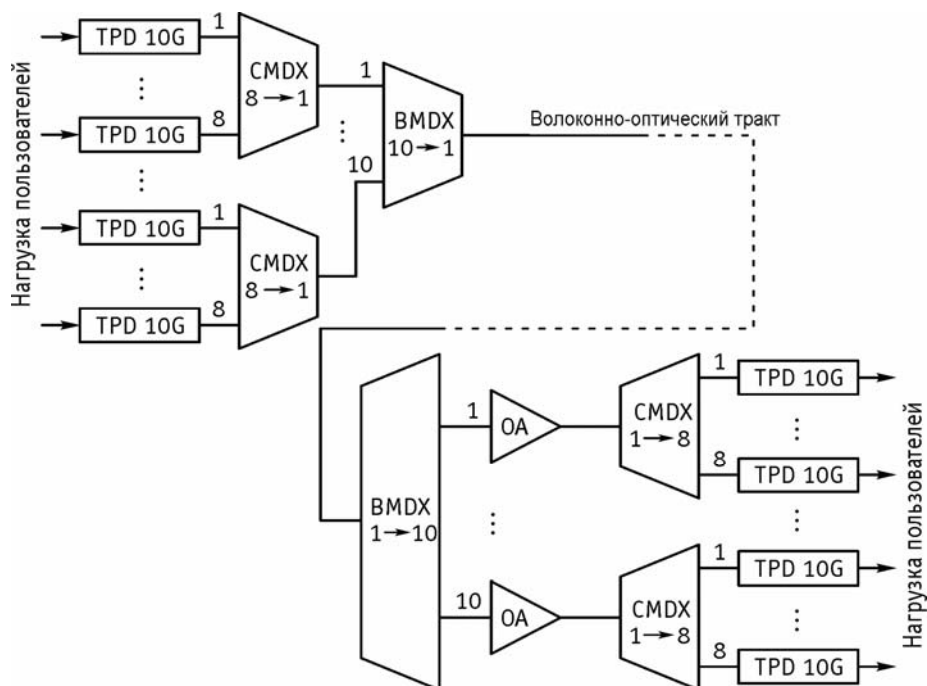 Нагрузка пользователей
TPD 10G
1
⋮
TPD 10G
8
CMDX
8→1
⋮
TPD 10G
1
⋮
TPD 10G
8
CMDX
8→1
1
⋮
10
BMDX
10→1
Волоконно-оптический тракт
BMDX
1→10
1
OA
⋮
10
OA
CMDX
1→8
1
TPD 10G
⋮
8
TPD 10G
⋮
CMDX
1→8
1
TPD 10G
⋮
8
TPD 10G
Нагрузка пользователей